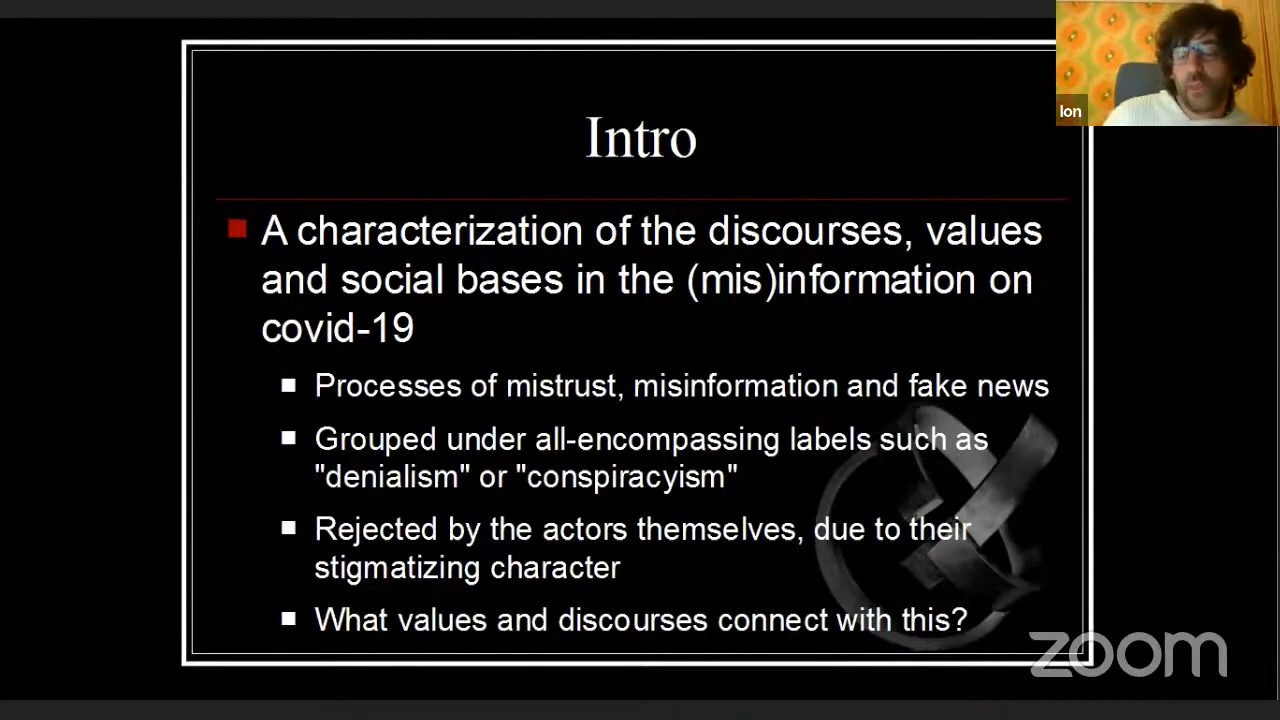 Ion
Intro
A characterization of the discourses, values
and social bases in the (mis)information on
covid-19
Processes of mistrust, misinformation and fake news
Grouped under all-encompassing labels such as
"denialism" or "conspiracyism"
Rejected by the actors themselves, due to their
stigmatizing character
What values and discourses connect with this?
zoom